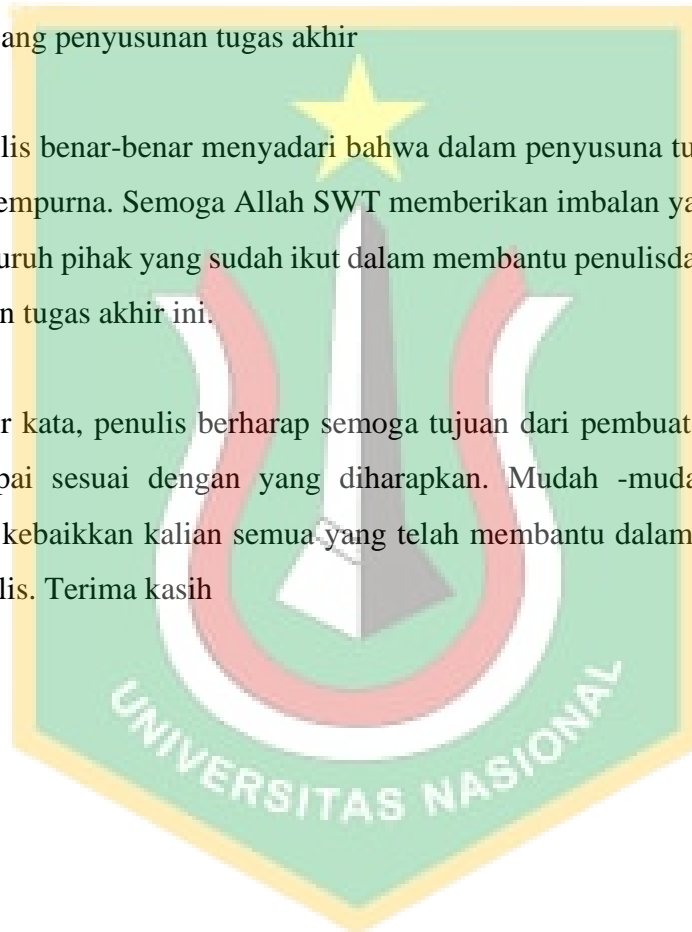 ang penyusunan tugas akhir
lis benar-benar menyadari bahwa dalam penyusuna tu
empurna. Semoga Allah SWT memberikan imbalan ya
uruh pihak yang sudah ikut dalam membantu penulisda
n tugas akhir ini.
r kata, penulis berharap semoga tujuan dari pembuat
pai sesuai dengan yang diharapkan. Mudah -muda
kebaikkan kalian semua yang telah membantu dalam
lis. Terima kasih
UNIVERSITAS NASIONAL